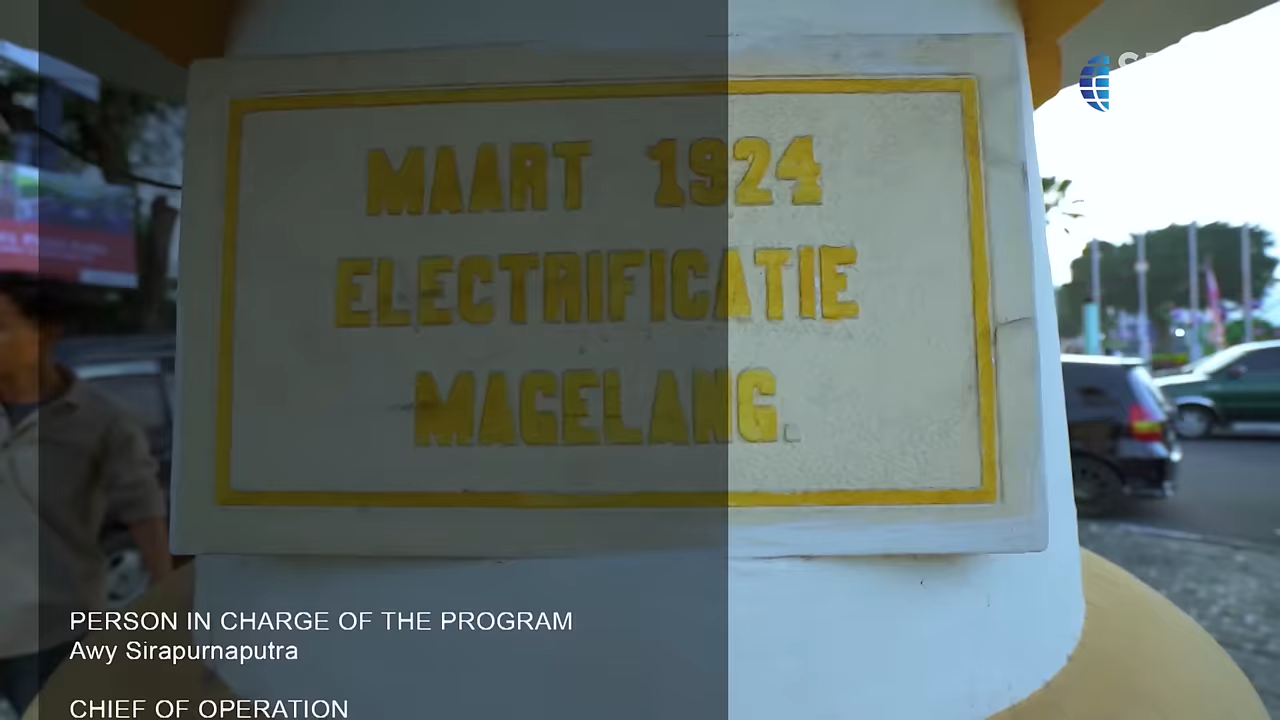 MAART 1924
ELECTRIFICATIE
MAGELANG.
PERSON IN CHARGE OF THE PROGRAM
Awy Sirapurnaputra
CHIEF OF OPERATION